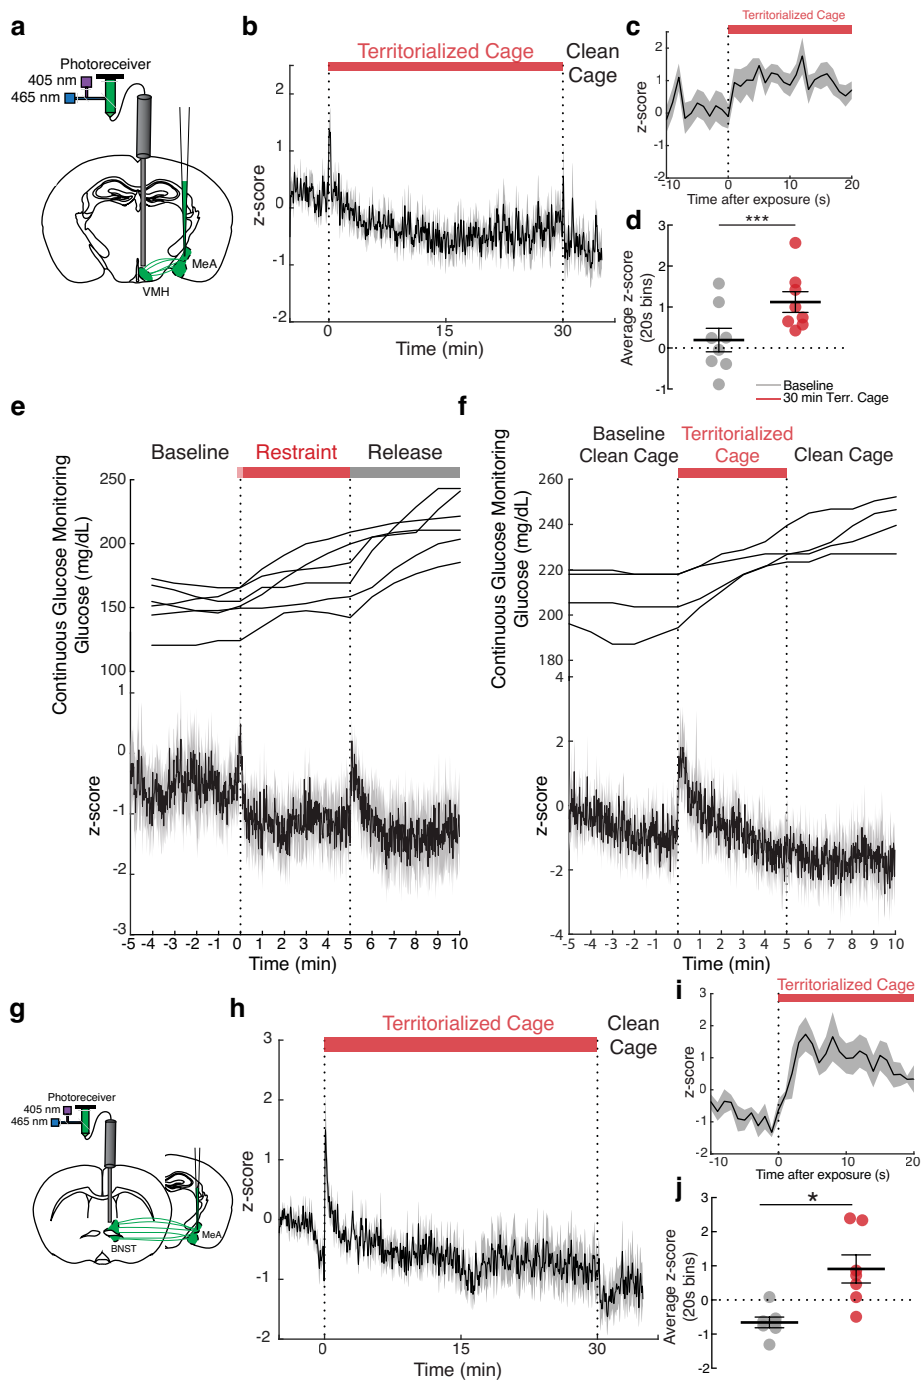 a
Photoreceiver
405 nm
465 nm
MeA
VMH
b
Territorialized Cage
Clean
Cage
z-score
2
1
0
-1
-2
0
15
30
Time (min)
c
Territorialized Cage
z-score
2
1
0
-1
-2
-10
0
10
20
Time after exposure (s)
d
***
Average z-score
(20s bins)
3
2
1
0
-1
Baseline
30 min Terr. Cage
e
Baseline
Restraint
Release
Continuous Glucose Monitoring
Glucose (mg/dL)
250
200
150
100
z-score
1
0
-1
-2
-3
-5 -4 -3 -2 -1 0 1 2 3 4 5 6 7 8 9 10
Time (min)
f
Baseline
Clean Cage
Territorialized
Cage
Clean Cage
Continuous Glucose Monitoring
Glucose (mg/dL)
260
240
220
200
180
z-score
4
2
0
-2
-4
-5 -4 -3 -2 -1 0 1 2 3 4 5 6 7 8 9 10
Time (min)
g
Photoreceiver
405 nm
465 nm
BNST
MeA
h
Territorialized Cage
Clean
Cage
z-score
3
2
1
0
-1
-2
0
15
30
Time (min)
i
Territorialized Cage
z-score
3
2
1
0
-1
-2
-10
0
10
20
Time after exposure (s)
j
*
Average z-score
(20s bins)
3
2
1
0
-1
-2